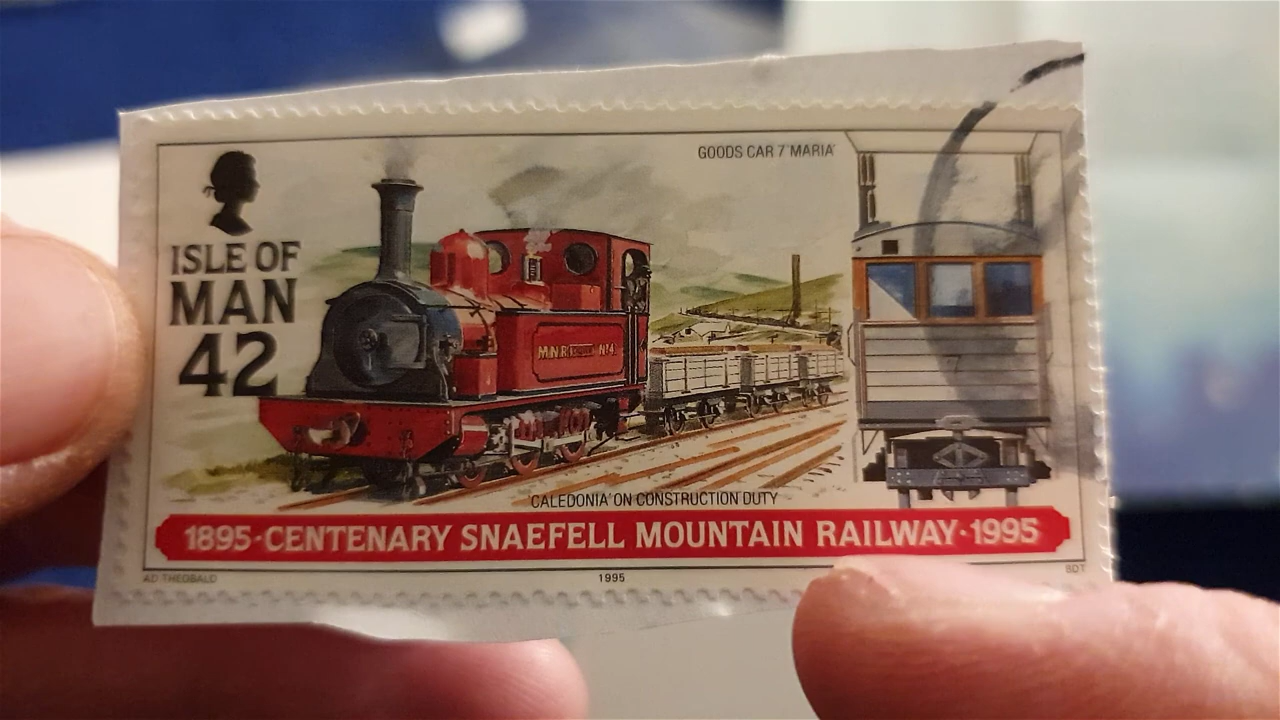 GOODS CAR 7 'MARIA'
ISLE OF
MAN
42
M.N.R. Nº4
'CALEDONIA' ON CONSTRUCTION DUTY
1895·CENTENARY SNAEFELL MOUNTAIN RAILWAY·1995
AD THEOBALD
1995
BDT
7